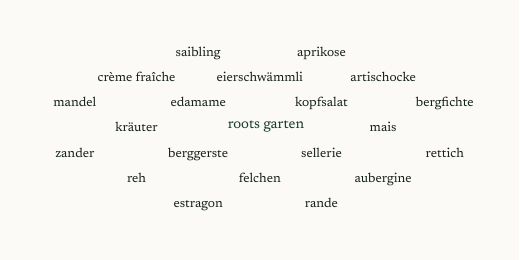 saibling aprikose
crème fraîche eierschwämmli artischocke
mandel edamame kopfsalat bergfichte
kräuter roots garten mais
zander berggerste sellerie rettich
reh felchen aubergine
estragon rande